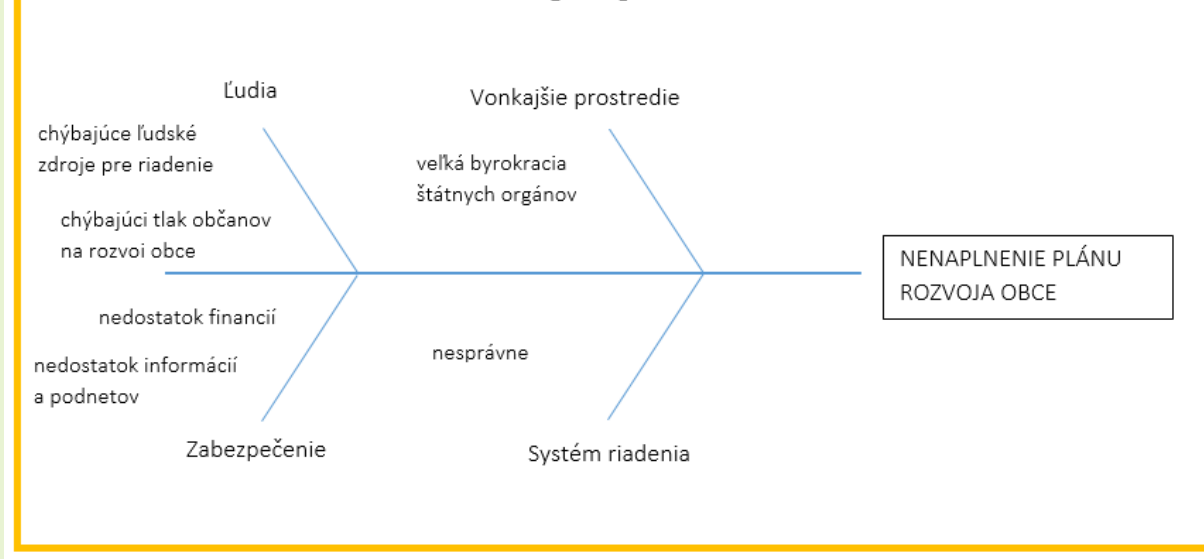 Ľudia
Vonkajšie prostredie
chýbajúce ľudské
zdroje pre riadenie
veľká byrokracia
štátnych orgánov
chýbajúci tlak občanov
na rozvoi obce
NENAPLNENIE PLÁNU
ROZVOJA OBCE
nedostatok financií
nesprávne
nedostatok informácií
a podnetov
Zabezpečenie
Systém riadenia